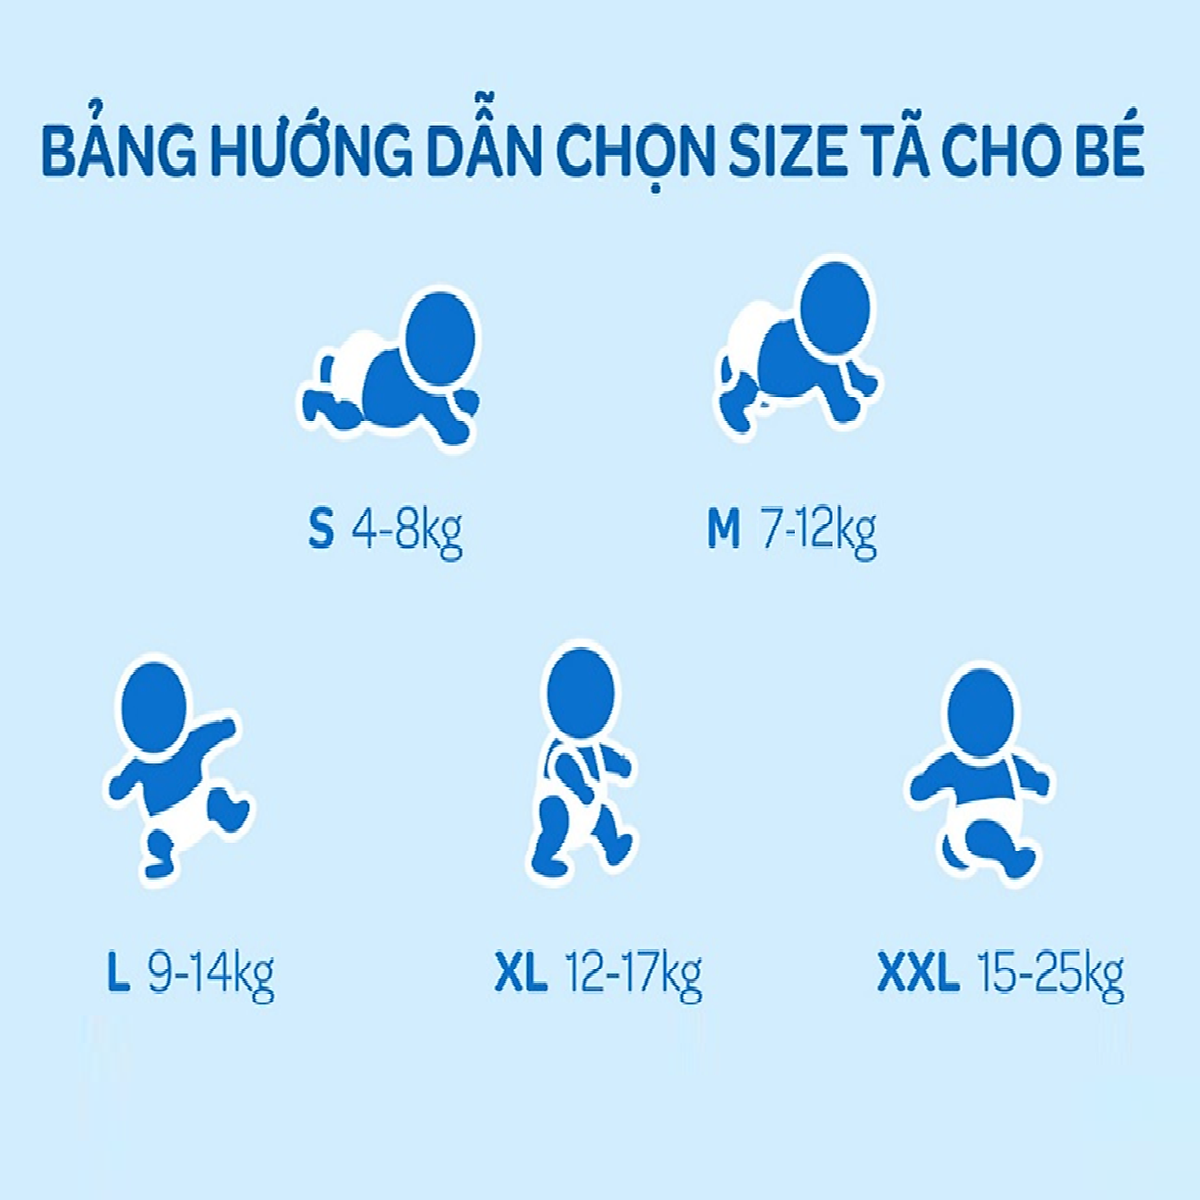 BẢNG HƯỚNG DẪN CHỌN SIZE TÃ CHO BÉ
S 4-8kg
M 7-12kg
L 9-14kg
XL 12-17kg
XXL 15-25kg